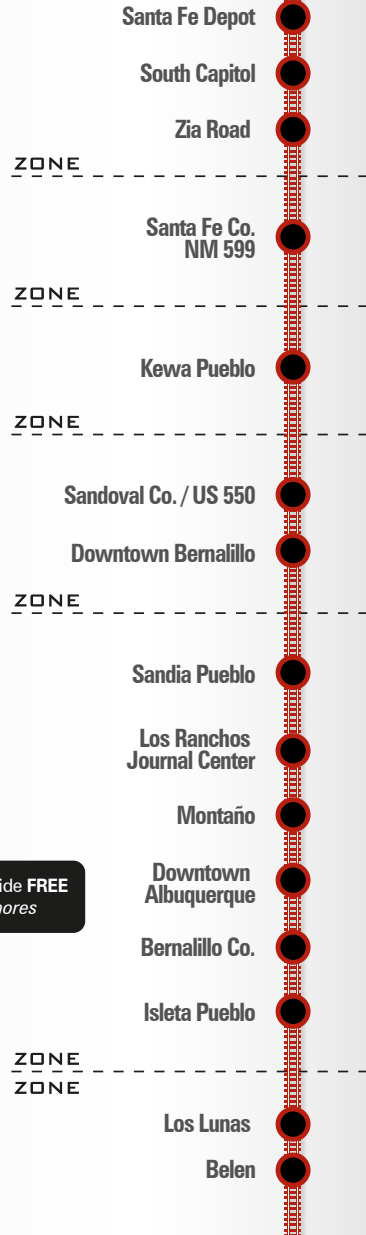 Santa Fe Depot
South Capitol
Zia Road
ZONE
Santa Fe Co.
NM 599
ZONE
Kewa Pueblo
ZONE
Sandoval Co. / US 550
Downtown Bernalillo
ZONE
Sandia Pueblo
Los Ranchos
Journal Center
Montaño
Downtown
Albuquerque
FREE
Bernalillo Co.
Isleta Pueblo
ZONE
ZONE
Los Lunas
Belen